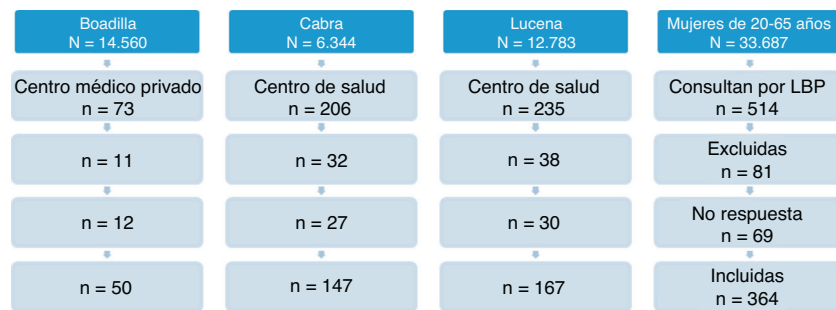 Boadilla
N = 14.560
Cabra
N = 6.344
Lucena
N = 12.783
Mujeres de 20-65 años
N = 33.687
Centro médico privado
n = 73
Centro de salud
n = 206
Centro de salud
n = 235
Consultan por LBP
n = 514
n = 11
n = 32
n = 38
Excluidas
n = 81
n = 12
n = 27
n = 30
No respuesta
n = 69
n = 50
n = 147
n = 167
Incluidas
n = 364